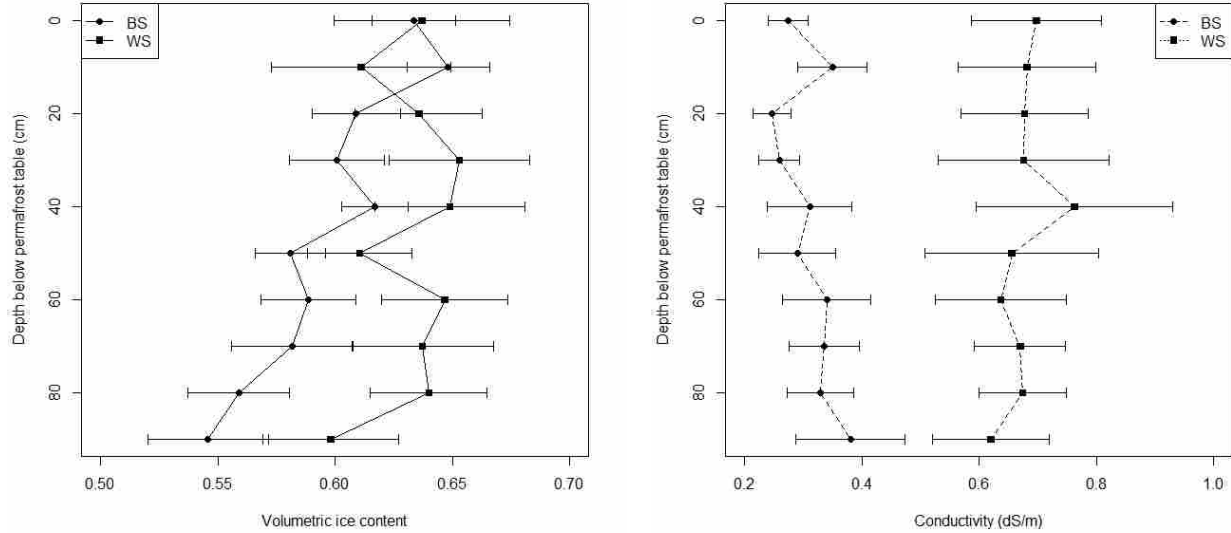 BS
WS
Depth below permafrost table (cm)
0
20
40
60
80
0.50 0.55 0.60 0.65 0.70
Volumetric ice content
BS
WS
Depth below permafrost table (cm)
0
20
40
60
80
0.2 0.4 0.6 0.8 1.0
Conductivity (dS/m)